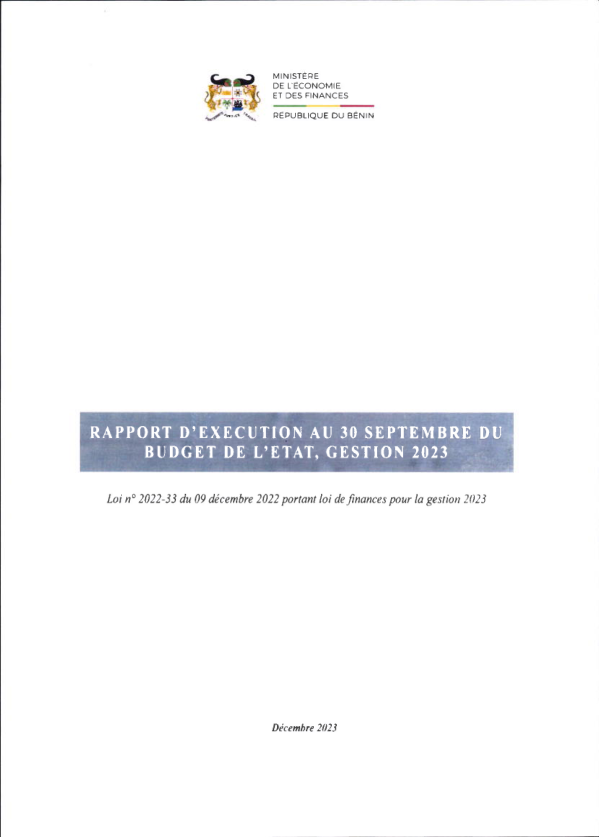 MINISTÈRE
DE L'ÉCONOMIE
ET DES FINANCES
RÉPUBLIQUE DU BÉNIN
RAPPORT D'EXECUTION AU 30 SEPTEMBRE DU
BUDGET DE L'ETAT, GESTION 2023
Loi n° 2022-33 du 09 décembre 2022 portant loi de finances pour la gestion 2023
Décembre 2023